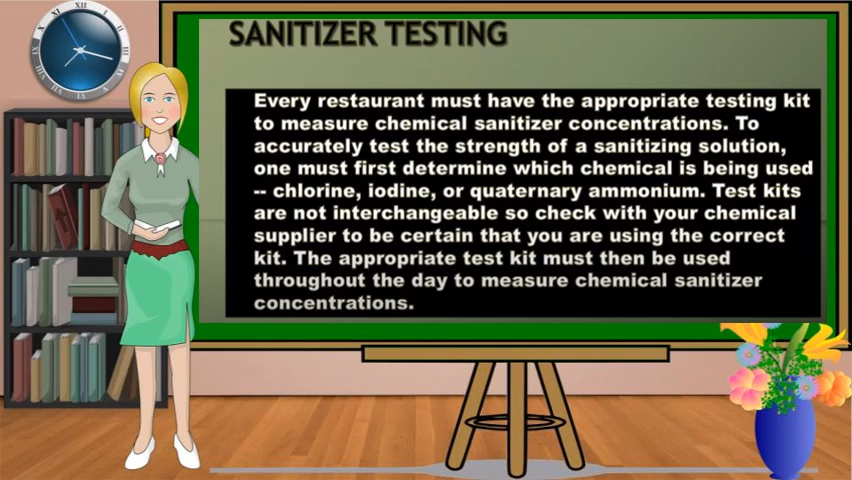 SANITIZER TESTING
Every restaurant must have the appropriate testing kit
to measure chemical sanitizer concentrations. To
accurately test the strength of a sanitizing solution,
one must first determine which chemical is being used
-- chlorine, iodine, or quaternary ammonium. Test kits
are not interchangeable so check with your chemical
supplier to be certain that you are using the correct
kit. The appropriate test kit must then be used
throughout the day to measure chemical sanitizer
concentrations.